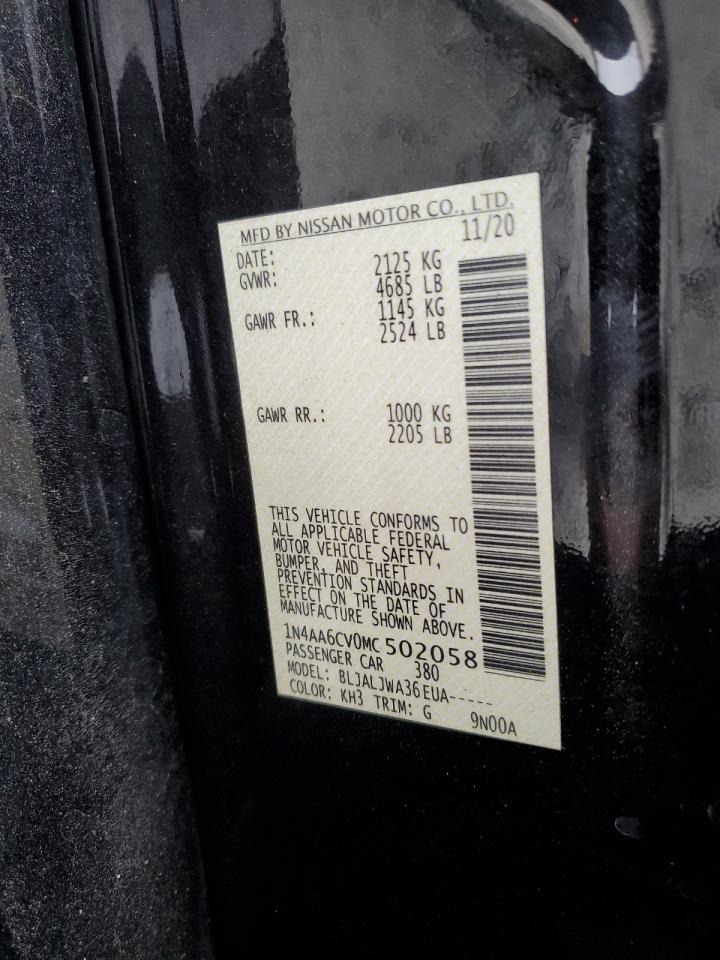 MFD BY NISSAN MOTOR CO., LTD.
DATE: 11/20
GVWR: 2125 KG
4685 LB
GAWR FR.: 1145 KG
2524 LB
GAWR RR.: 1000 KG
2205 LB
THIS VEHICLE CONFORMS TO
ALL APPLICABLE FEDERAL
MOTOR VEHICLE SAFETY,
BUMPER, AND THEFT
PREVENTION STANDARDS IN
EFFECT ON THE DATE OF
MANUFACTURE SHOWN ABOVE.
1N4AA6CV0MC502058
PASSENGER CAR 380
MODEL: BLJALJWA36EUA-----
COLOR: KH3 TRIM: G 9N00A